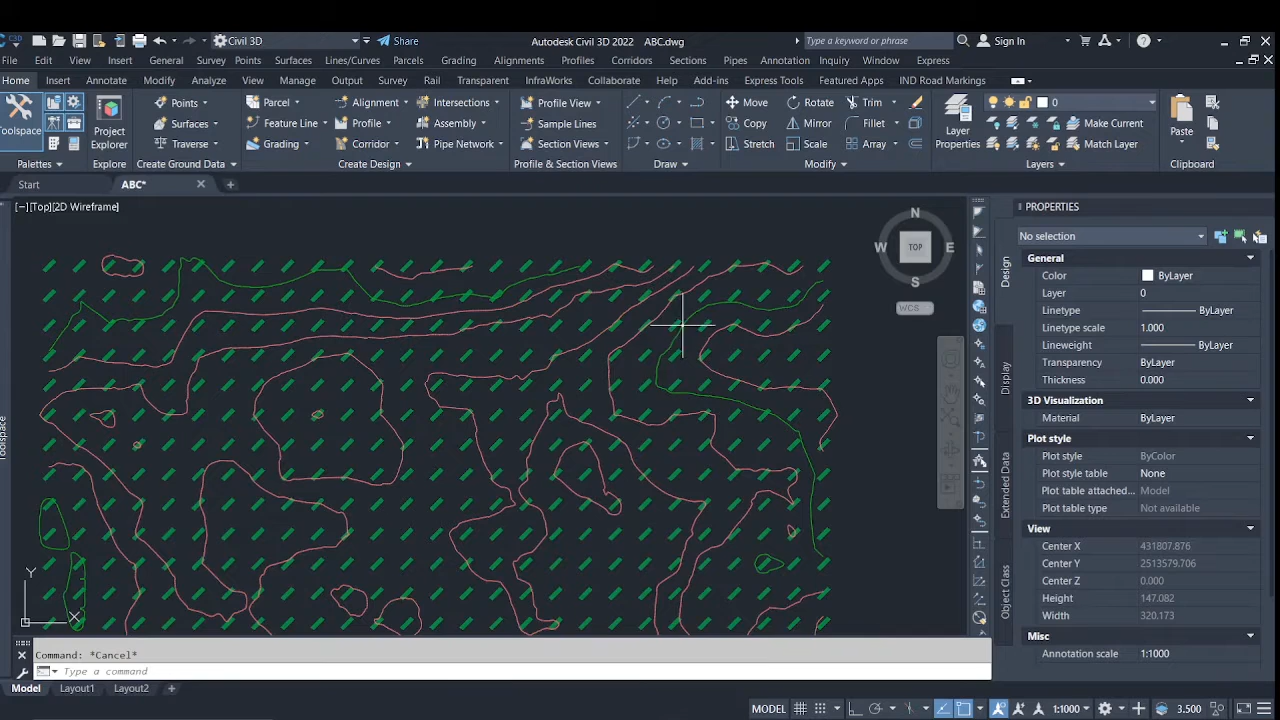 C3D Civil 3D Share Autodesk Civil 3D 2022 ABC.dwg Type a keyword or phrase Sign In
File Edit View Insert General Survey Points Surfaces Lines/Curves Parcels Grading Alignments Profiles Corridors Sections Pipes Annotation Inquiry Window Express
Home Insert Annotate Modify Analyze View Manage Output Survey Rail Transparent InfraWorks Collaborate Help Add-ins Express Tools Featured Apps IND Road Markings
Points Parcel Alignment Intersections Profile View Move Rotate Trim 0
Toolspace Project Explorer Surfaces Feature Line Profile Assembly Sample Lines Copy Mirror Fillet Layer Properties Make Current Paste
Traverse Grading Corridor Pipe Network Section Views Stretch Scale Array Match Layer
Palettes Explore Create Ground Data Create Design Profile & Section Views Draw Modify Layers Clipboard
Start ABC* +
[−][Top][2D Wireframe]
N
W TOP E
S
WCS
Y
X
Toolspace
PROPERTIES
No selection
Design
Display
Extended Data
Object Class
General
Color ByLayer
Layer 0
Linetype ByLayer
Linetype scale 1.000
Lineweight ByLayer
Transparency ByLayer
Thickness 0.000
3D Visualization
Material ByLayer
Plot style
Plot style ByColor
Plot style table None
Plot table attached... Model
Plot table type Not available
View
Center X 431807.876
Center Y 2513579.706
Center Z 0.000
Height 147.082
Width 320.173
Misc
Annotation scale 1:1000
Command: *Cancel*
Type a command
Model Layout1 Layout2 +
MODEL 1:1000 3.500